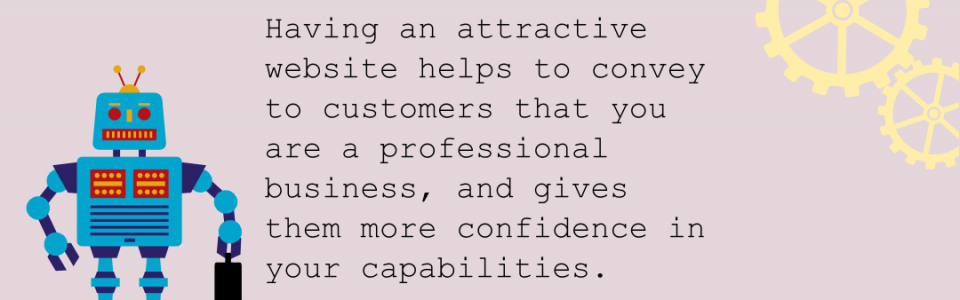 Having an attractive
website helps to convey
to customers that you
are a professional
business, and gives
them more confidence in
your capabilities.